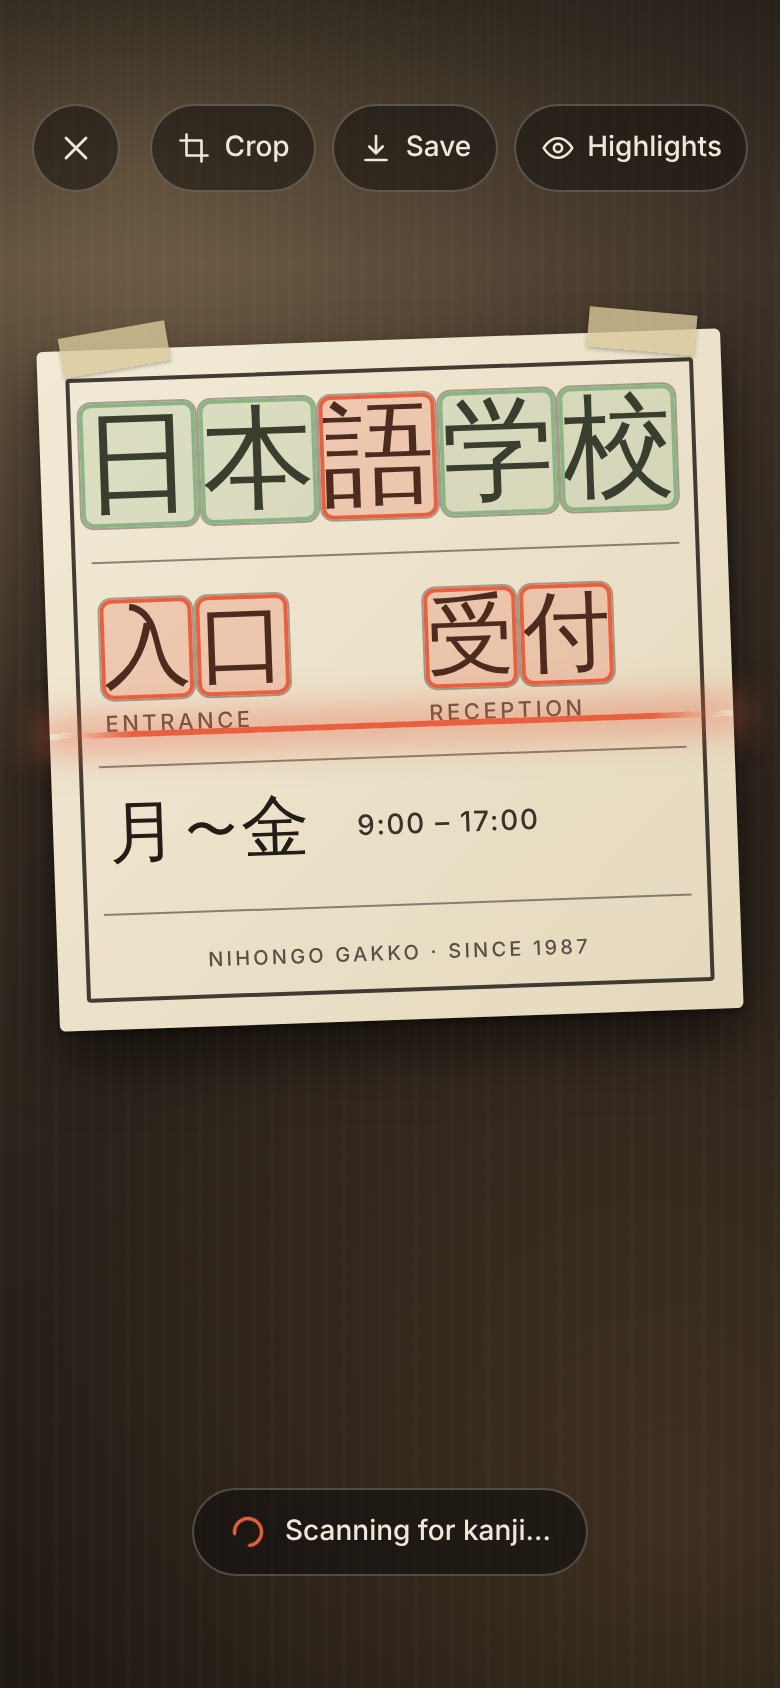 Crop Save Highlights
日本語学校
入口 受付
ENTRANCE RECEPTION
月～金 9:00 – 17:00
NIHONGO GAKKO · SINCE 1987
Scanning for kanji...